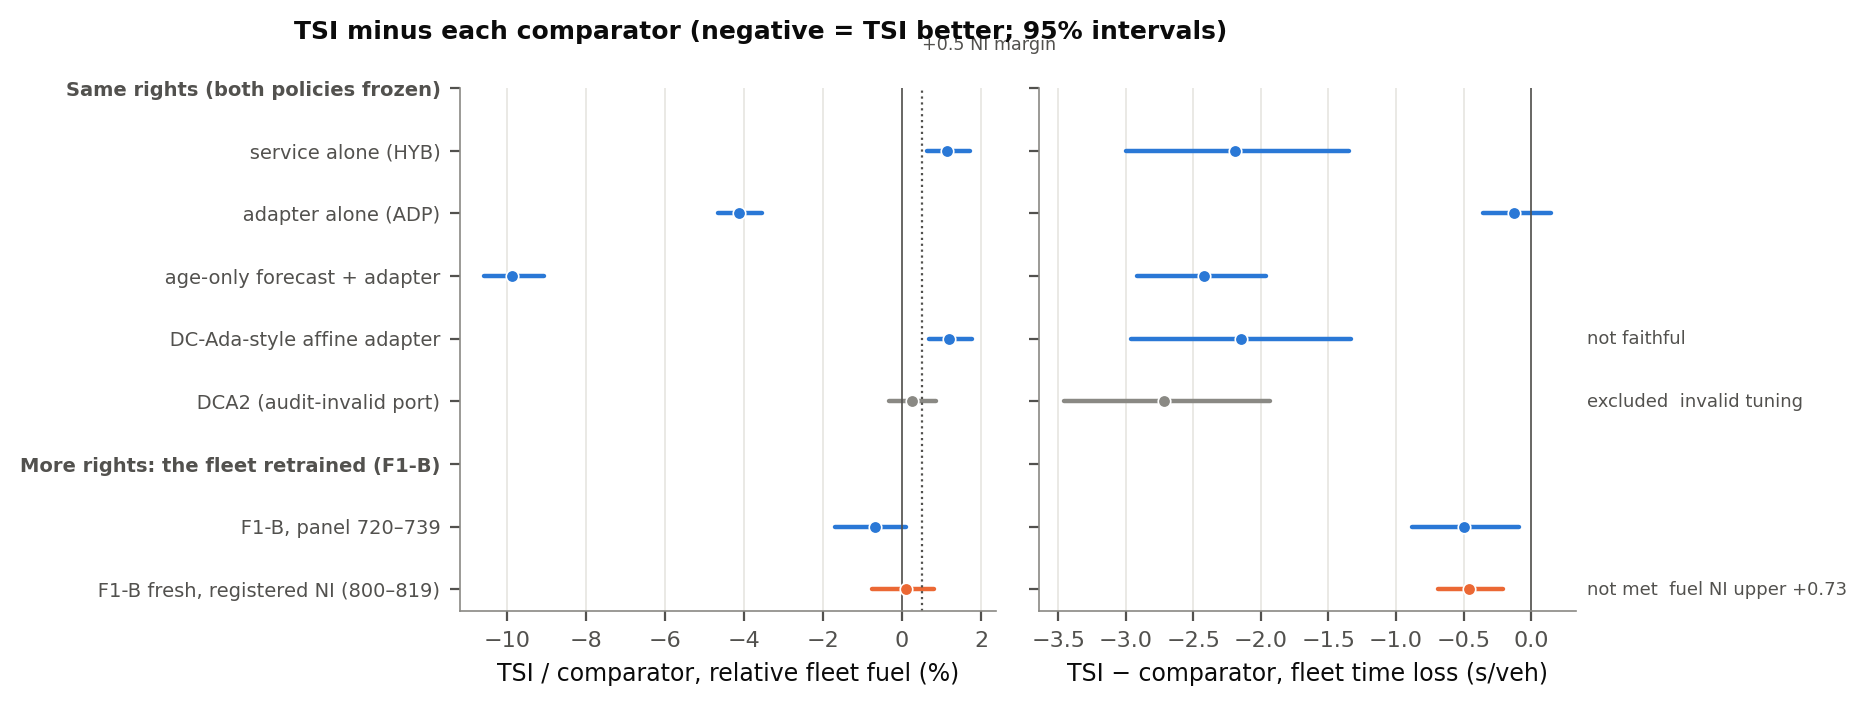 TSI minus each comparator (negative = TSI better; 95% intervals)
+0.5 NI margin
Same rights (both policies frozen)
service alone (HYB)
adapter alone (ADP)
age-only forecast + adapter
DC-Ada-style affine adapter
not faithful
DCA2 (audit-invalid port)
excluded  invalid tuning
More rights: the fleet retrained (F1-B)
F1-B, panel 720–739
F1-B fresh, registered NI (800–819)
not met  fuel NI upper +0.73
−10 −8 −6 −4 −2 0 2
−3.5 −3.0 −2.5 −2.0 −1.5 −1.0 −0.5 0.0
TSI / comparator, relative fleet fuel (%)
TSI − comparator, fleet time loss (s/veh)